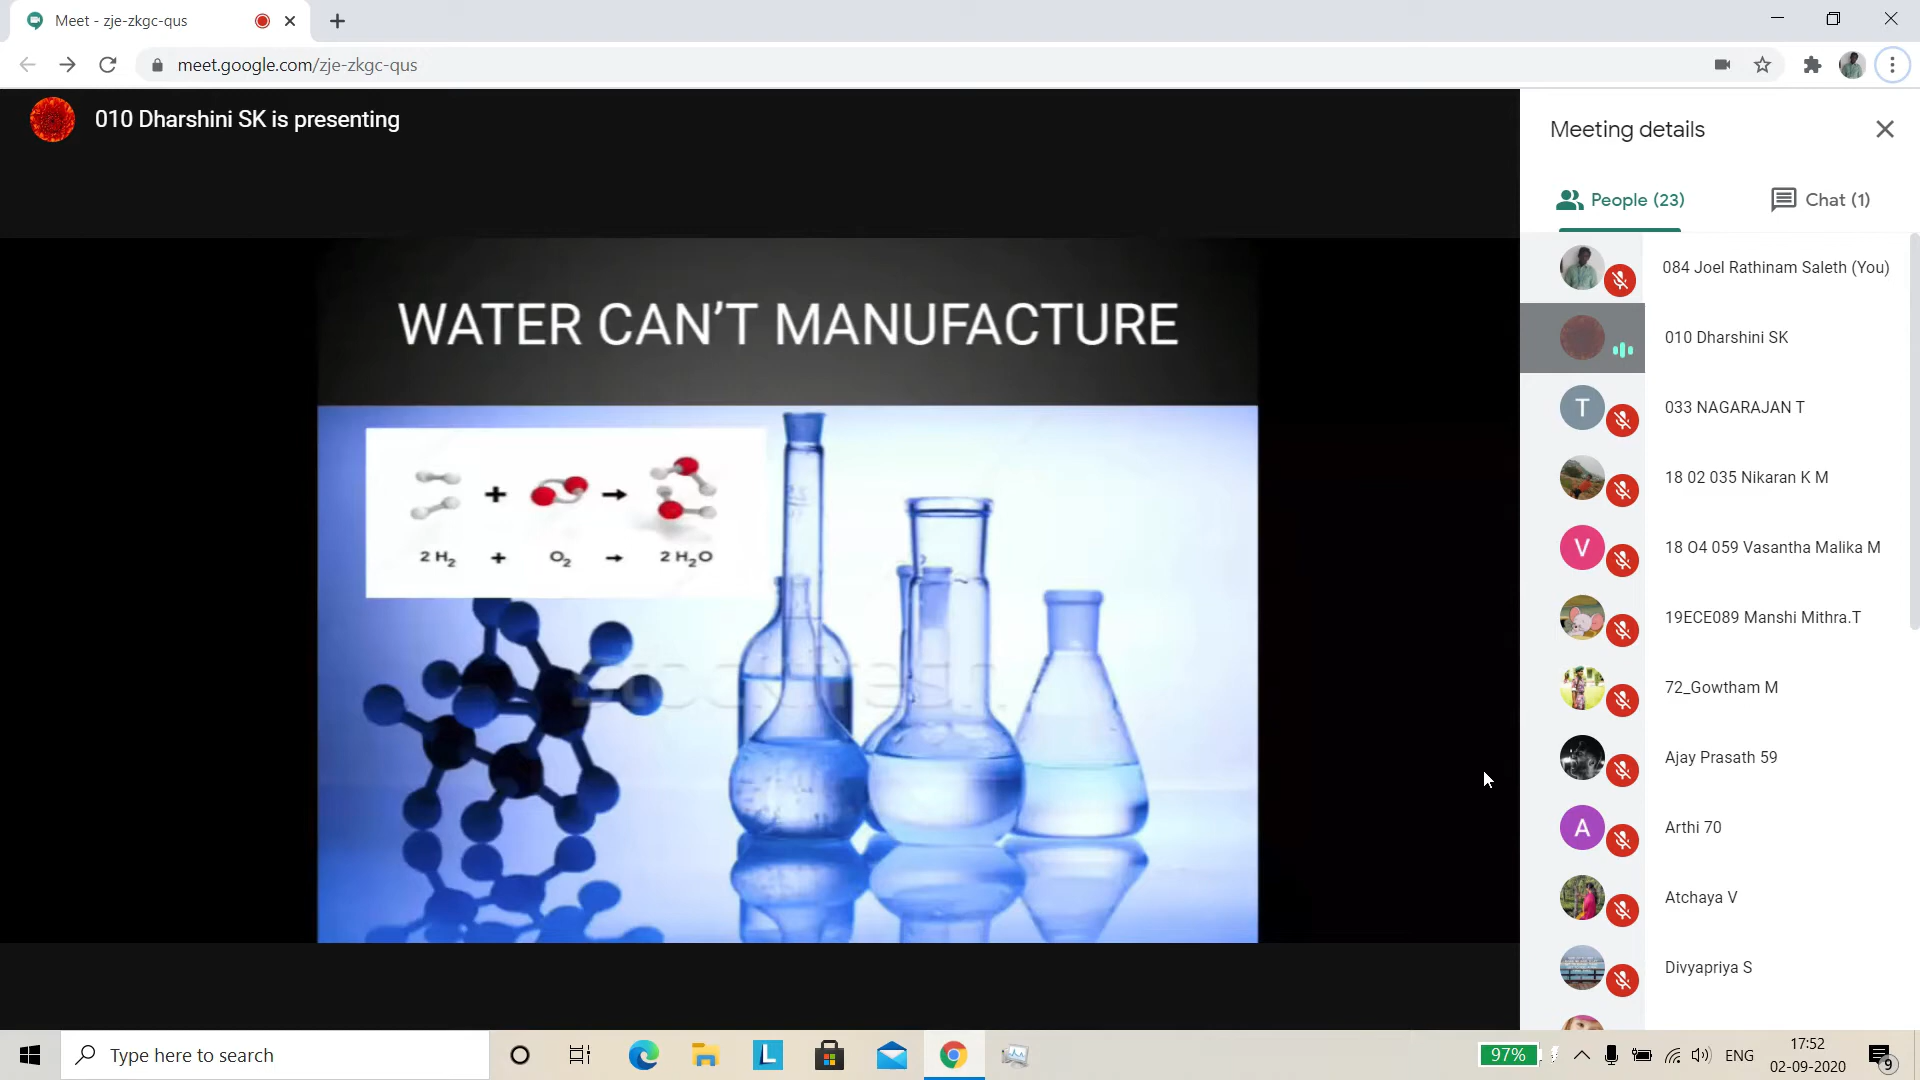 Meet - zje-zkgc-qus
meet.google.com/zje-zkgc-qus
010 Dharshini SK is presenting
WATER CAN'T MANUFACTURE
+
2 H₂ + O₂ → 2 H₂O
Meeting details
People (23)
Chat (1)
084 Joel Rathinam Saleth (You)
010 Dharshini SK
T
033 NAGARAJAN T
18 02 035 Nikaran K M
V
18 O4 059 Vasantha Malika M
19ECE089 Manshi Mithra.T
72_Gowtham M
Ajay Prasath 59
A
Arthi 70
Atchaya V
Divyapriya S
Type here to search
L
97%
ENG
17:52
02-09-2020
9